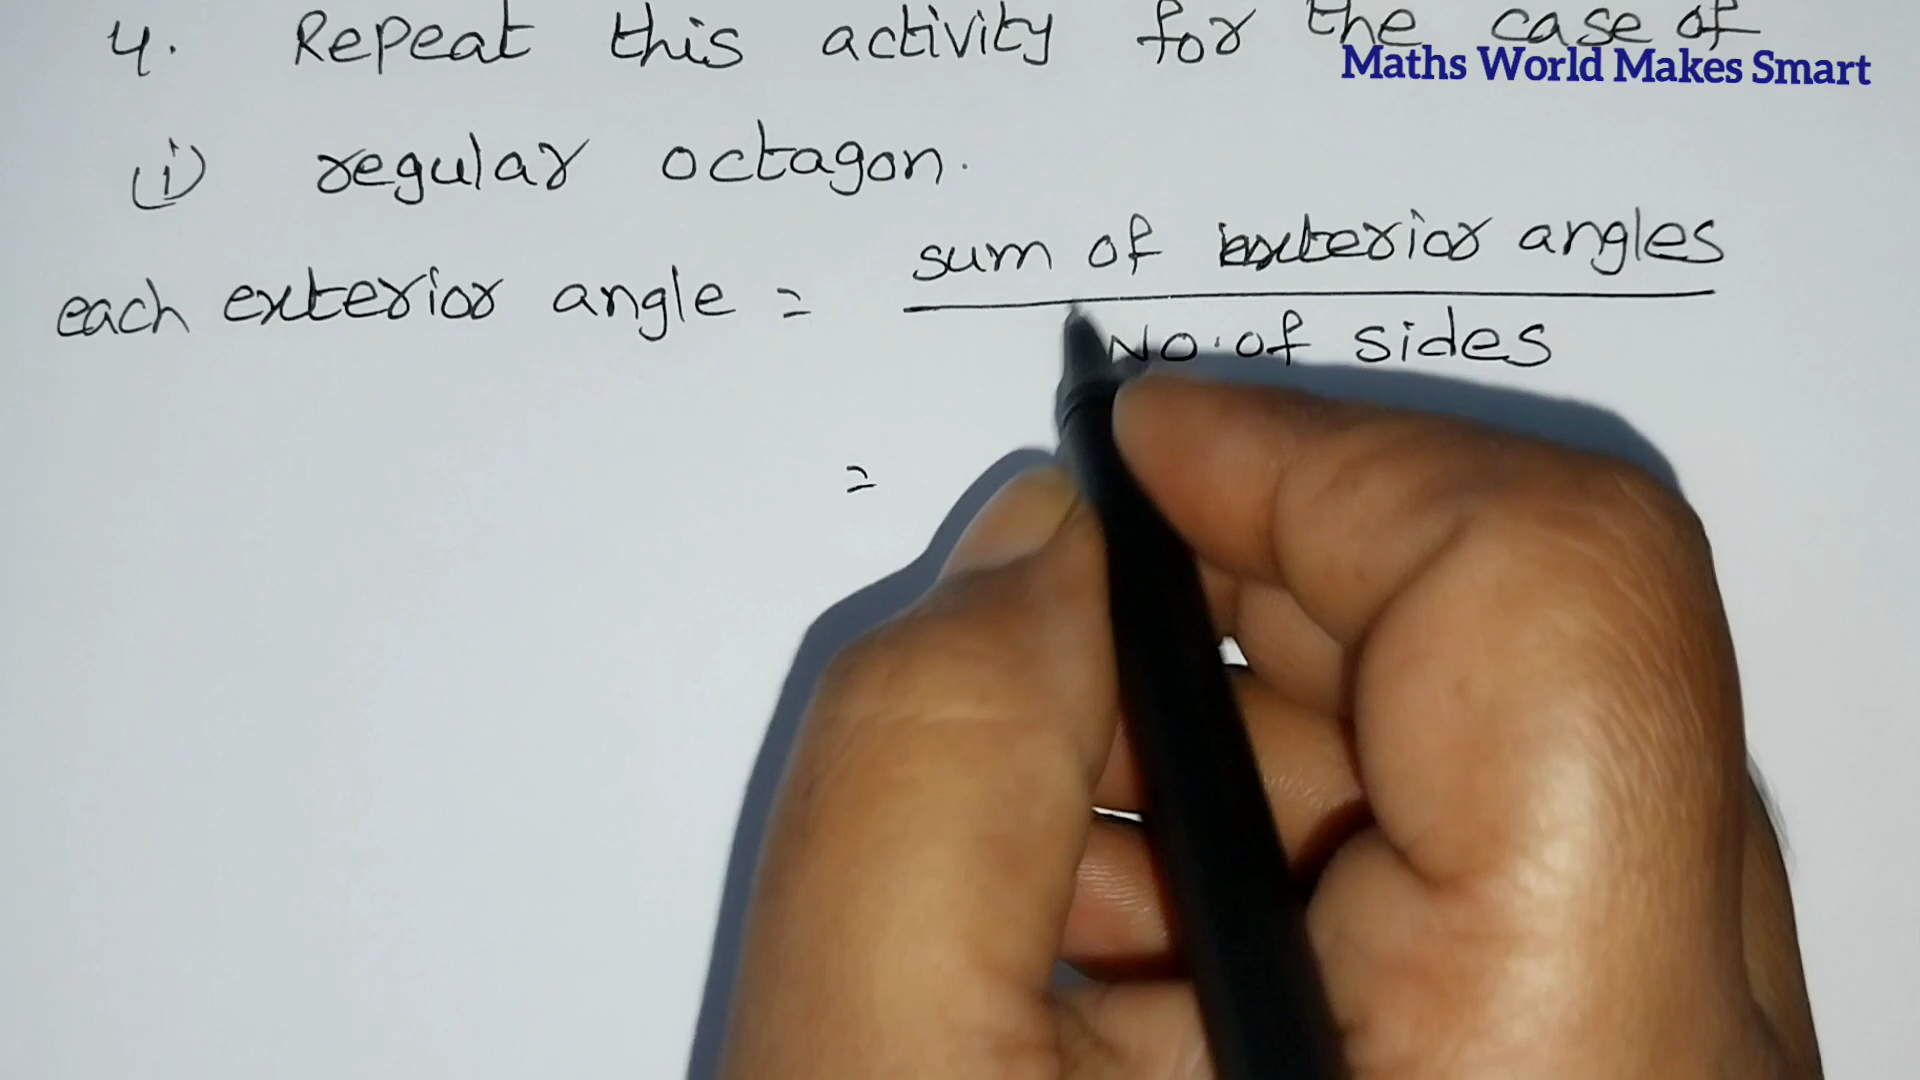 4. Repeat this activity for the case of
Maths World Makes Smart
(i) regular octagon.
sum of exterior angles
each exterior angle =
No. of sides
=